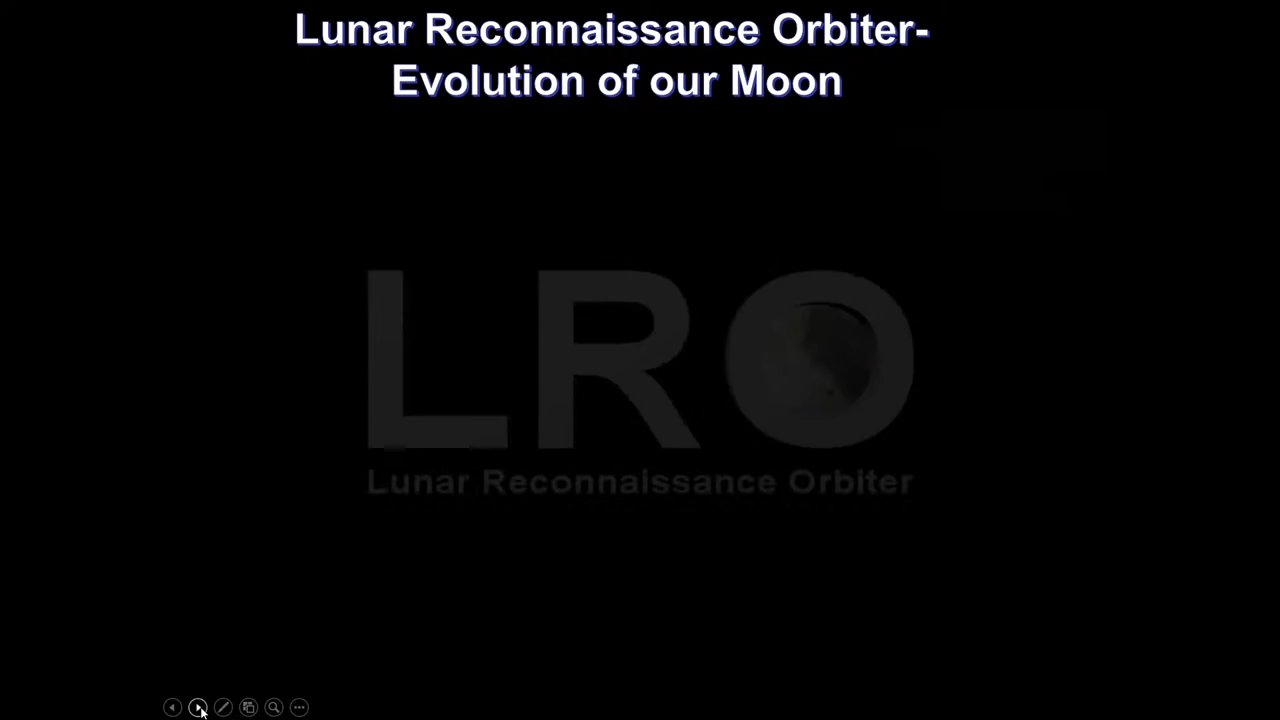 Lunar Reconnaissance Orbiter-
Evolution of our Moon
LRO
Lunar Reconnaissance Orbiter